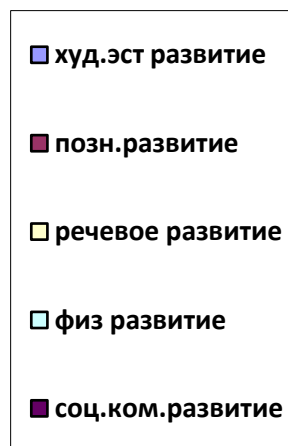 худ.эст развитие
позн.развитие
речевое развитие
физ развитие
соц.ком.развитие